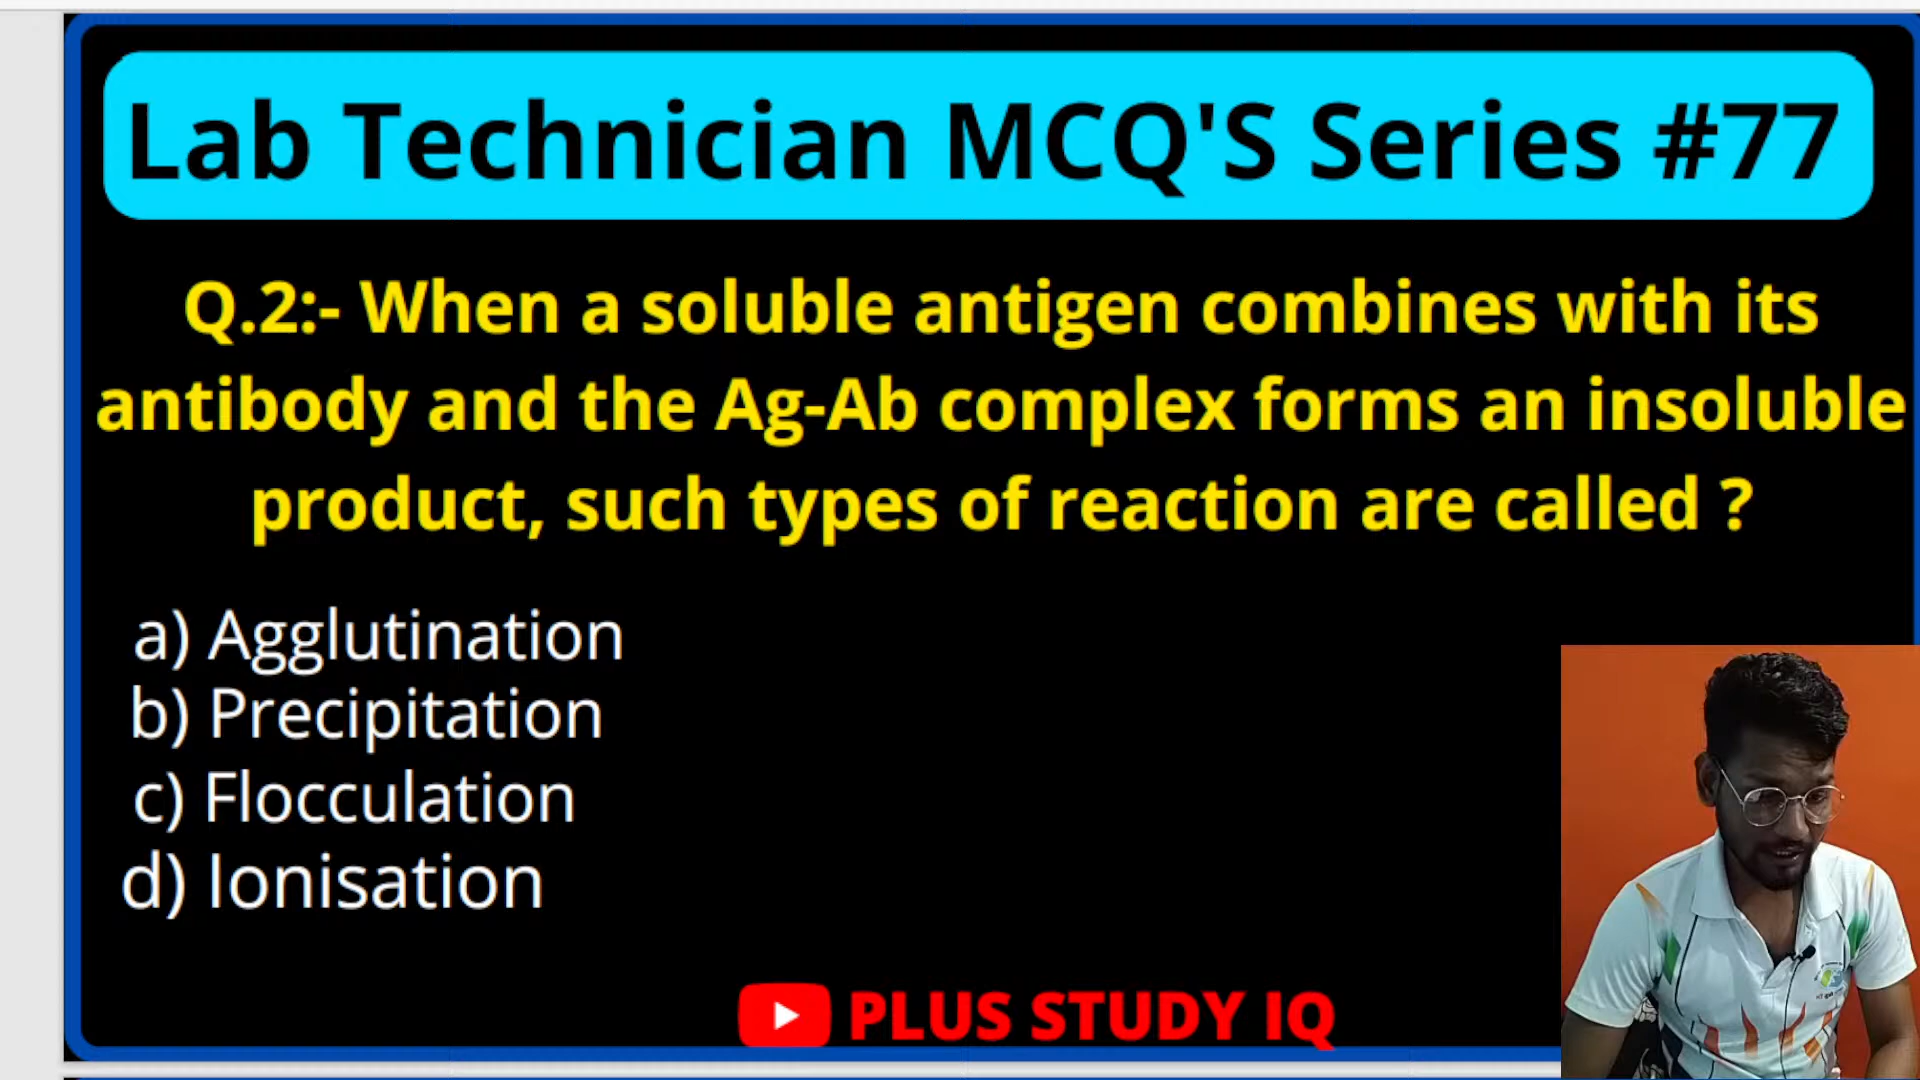 Lab Technician MCQ'S Series #77
Q.2:- When a soluble antigen combines with its
antibody and the Ag-Ab complex forms an insoluble
product, such types of reaction are called ?
a) Agglutination
b) Precipitation
c) Flocculation
d) Ionisation
PLUS STUDY IQ